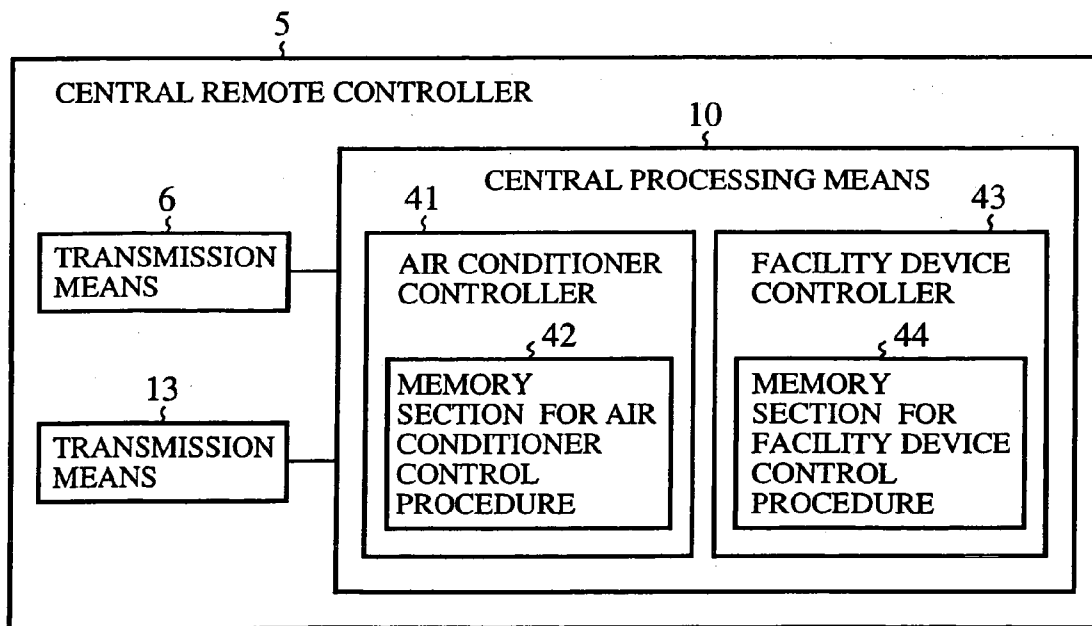 5
CENTRAL REMOTE CONTROLLER
10
CENTRAL PROCESSING MEANS
6
TRANSMISSION
MEANS
13
TRANSMISSION
MEANS
41
AIR CONDITIONER
CONTROLLER
42
MEMORY
SECTION FOR AIR
CONDITIONER
CONTROL
PROCEDURE
43
FACILITY DEVICE
CONTROLLER
44
MEMORY
SECTION FOR
FACILITY DEVICE
CONTROL
PROCEDURE